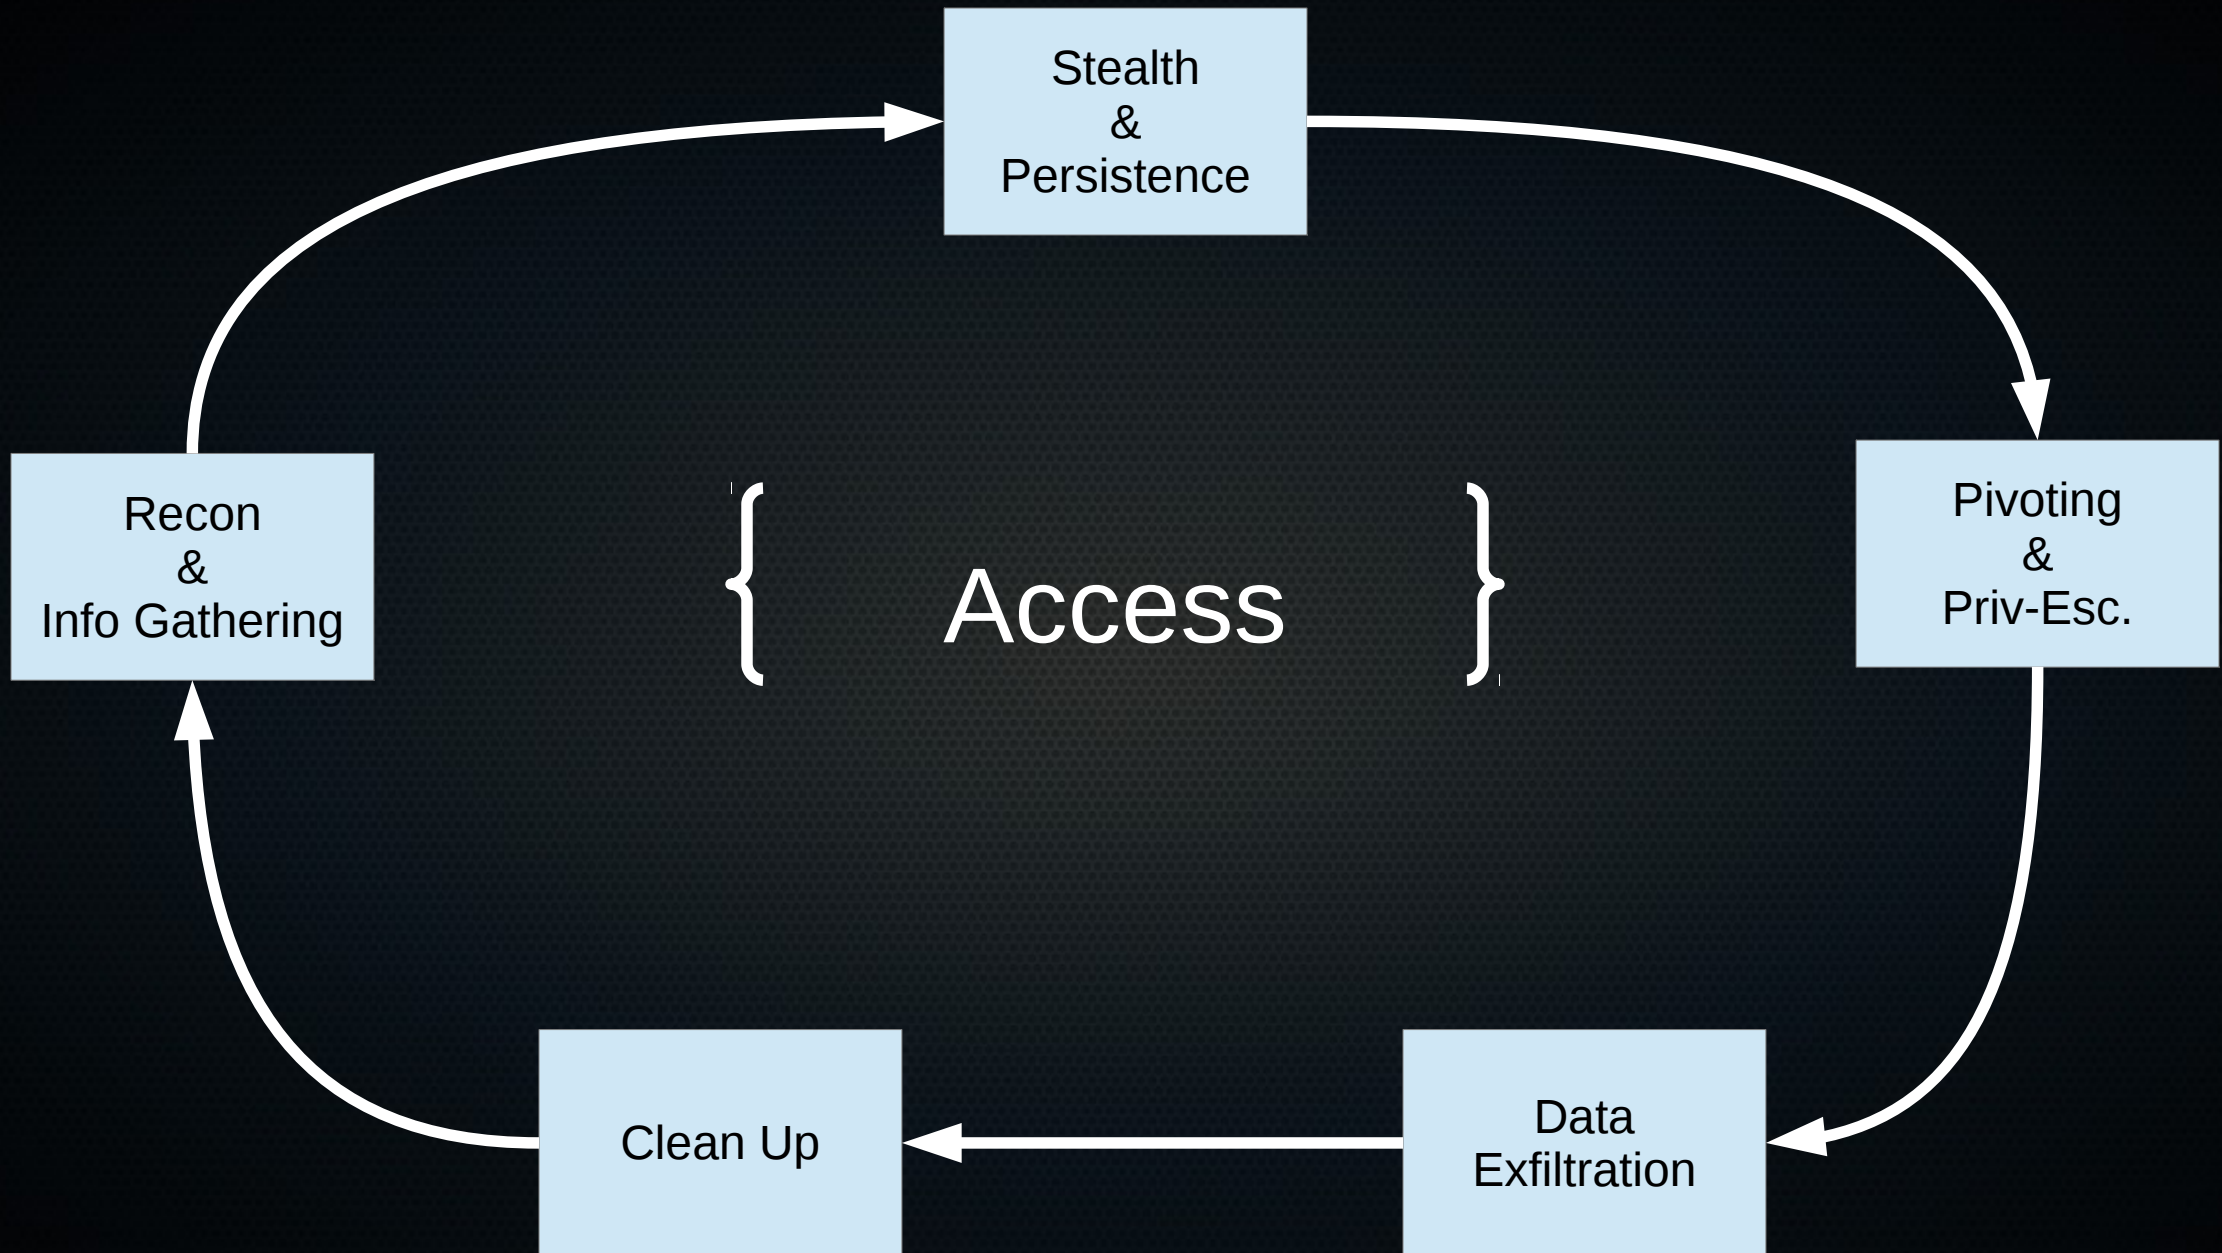 Stealth
&
Persistence
Recon
&
Info Gathering
Access
Pivoting
&
Priv-Esc.
Clean Up
Data
Exfiltration